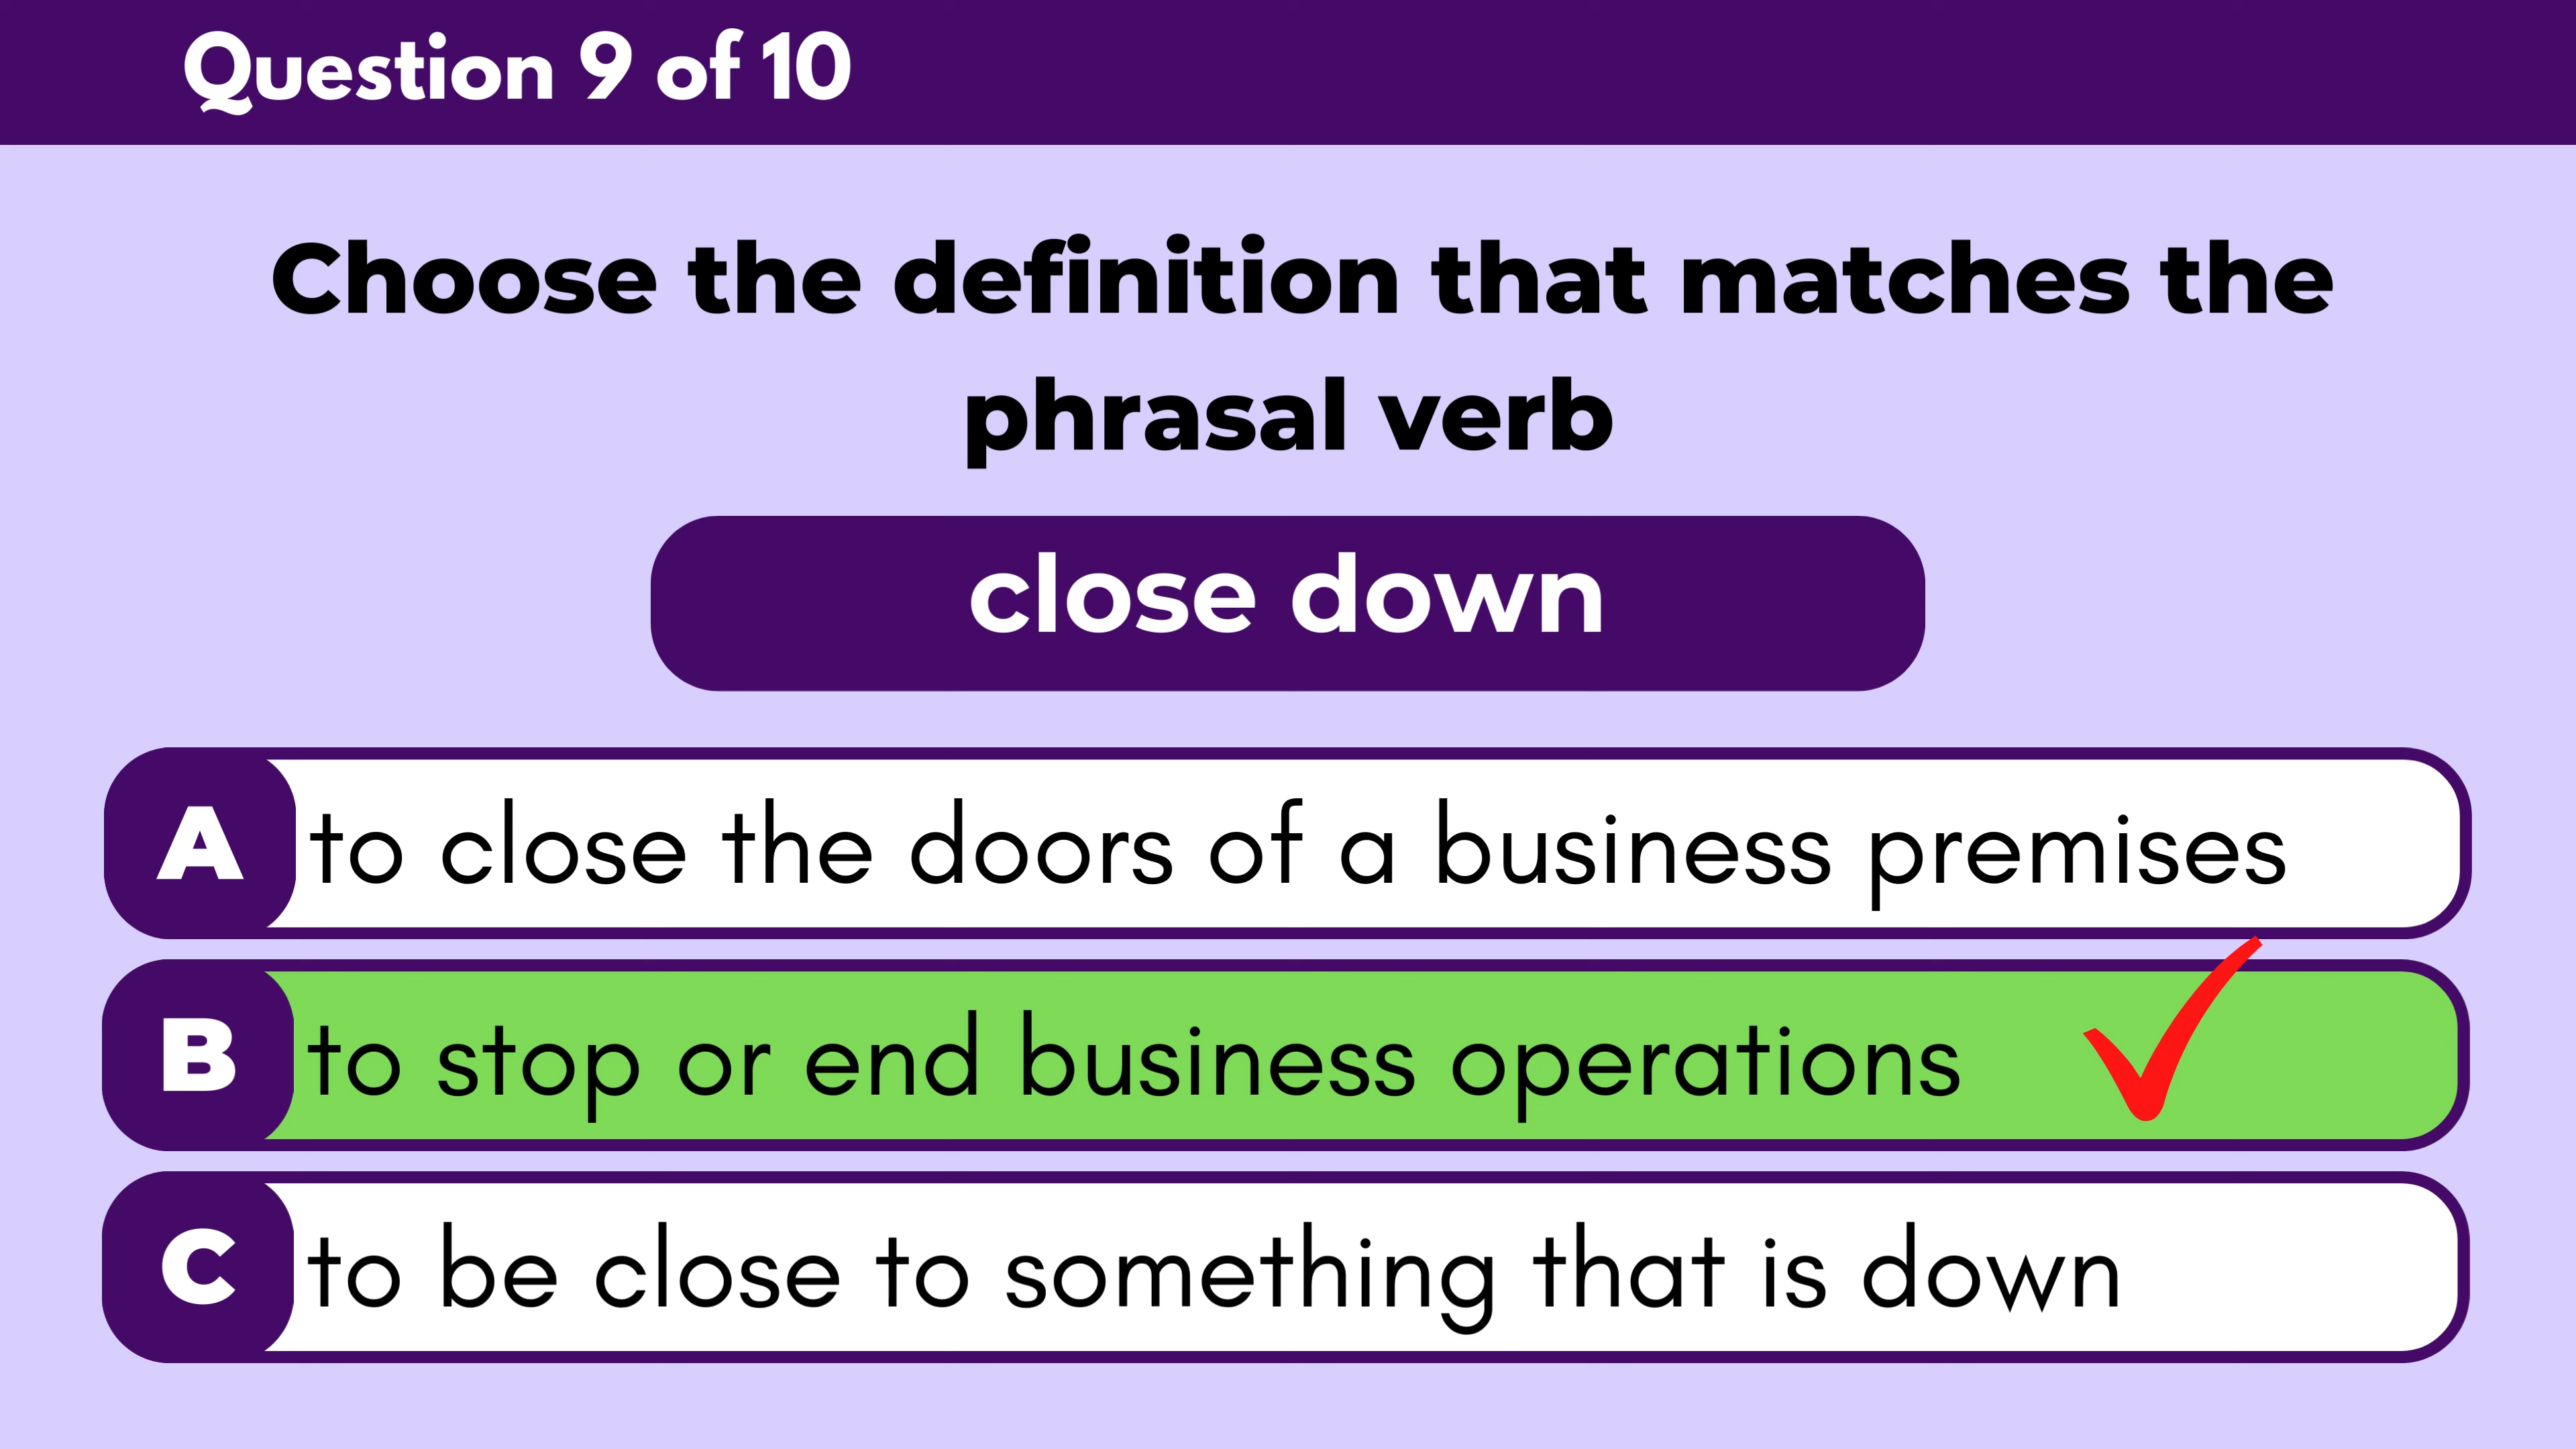 Question 9 of 10
Choose the definition that matches the
phrasal verb
close down
A to close the doors of a business premises
B to stop or end business operations
C to be close to something that is down